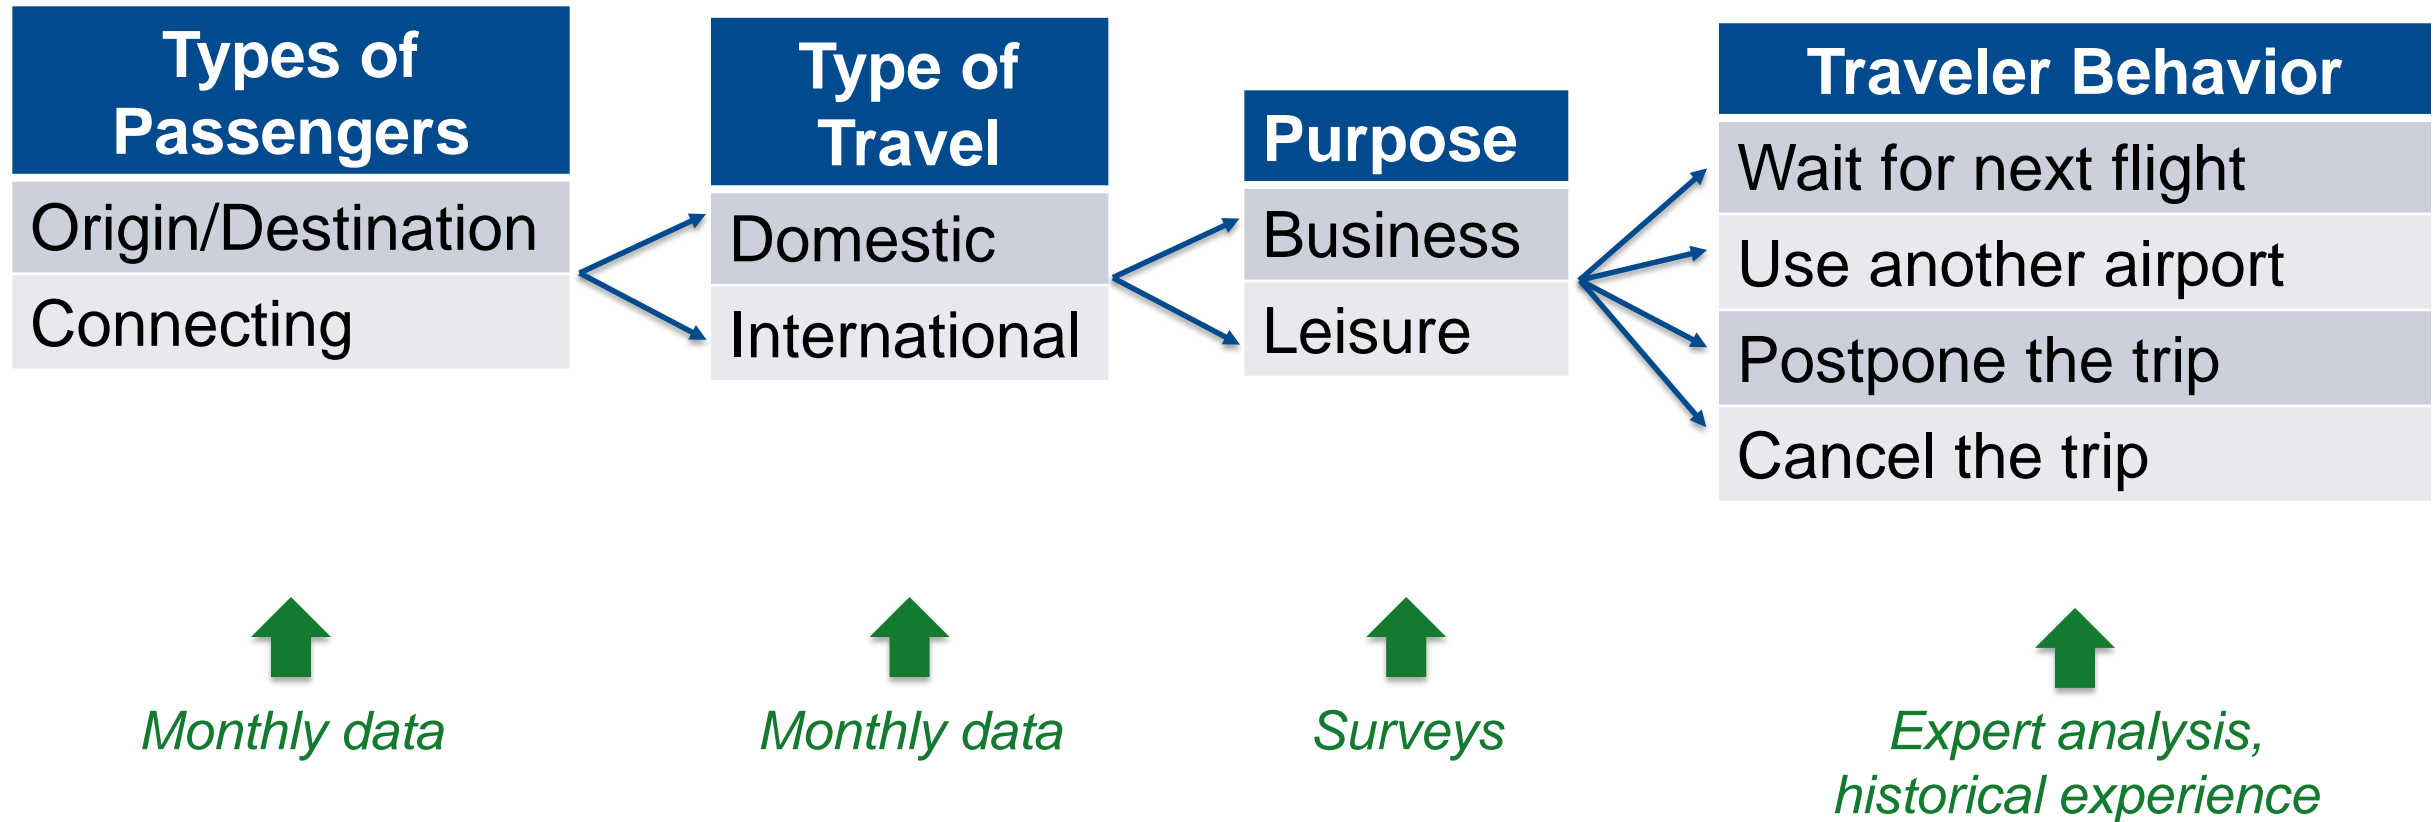 Types of
Passengers
Origin/Destination
Connecting
Type of
Travel
Domestic
International
Purpose
Business
Leisure
Traveler Behavior
Wait for next flight
Use another airport
Postpone the trip
Cancel the trip
Monthly data
Monthly data
Surveys
Expert analysis,
historical experience